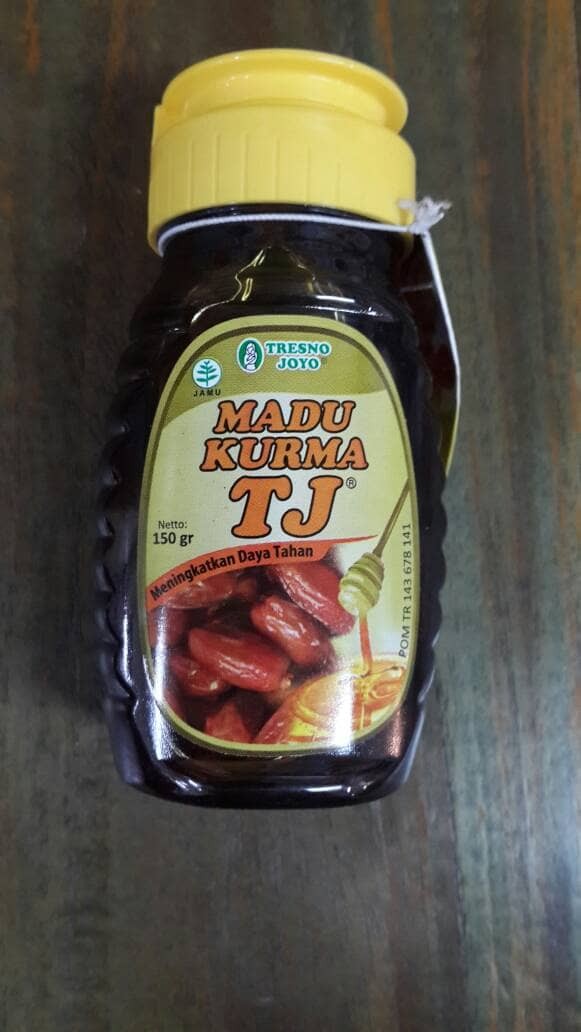 TRESNO
JOYO®
JAMU
MADU
KURMA
TJ®
Netto:
150 gr
Meningkatkan Daya Tahan
POM TR 143 678 141